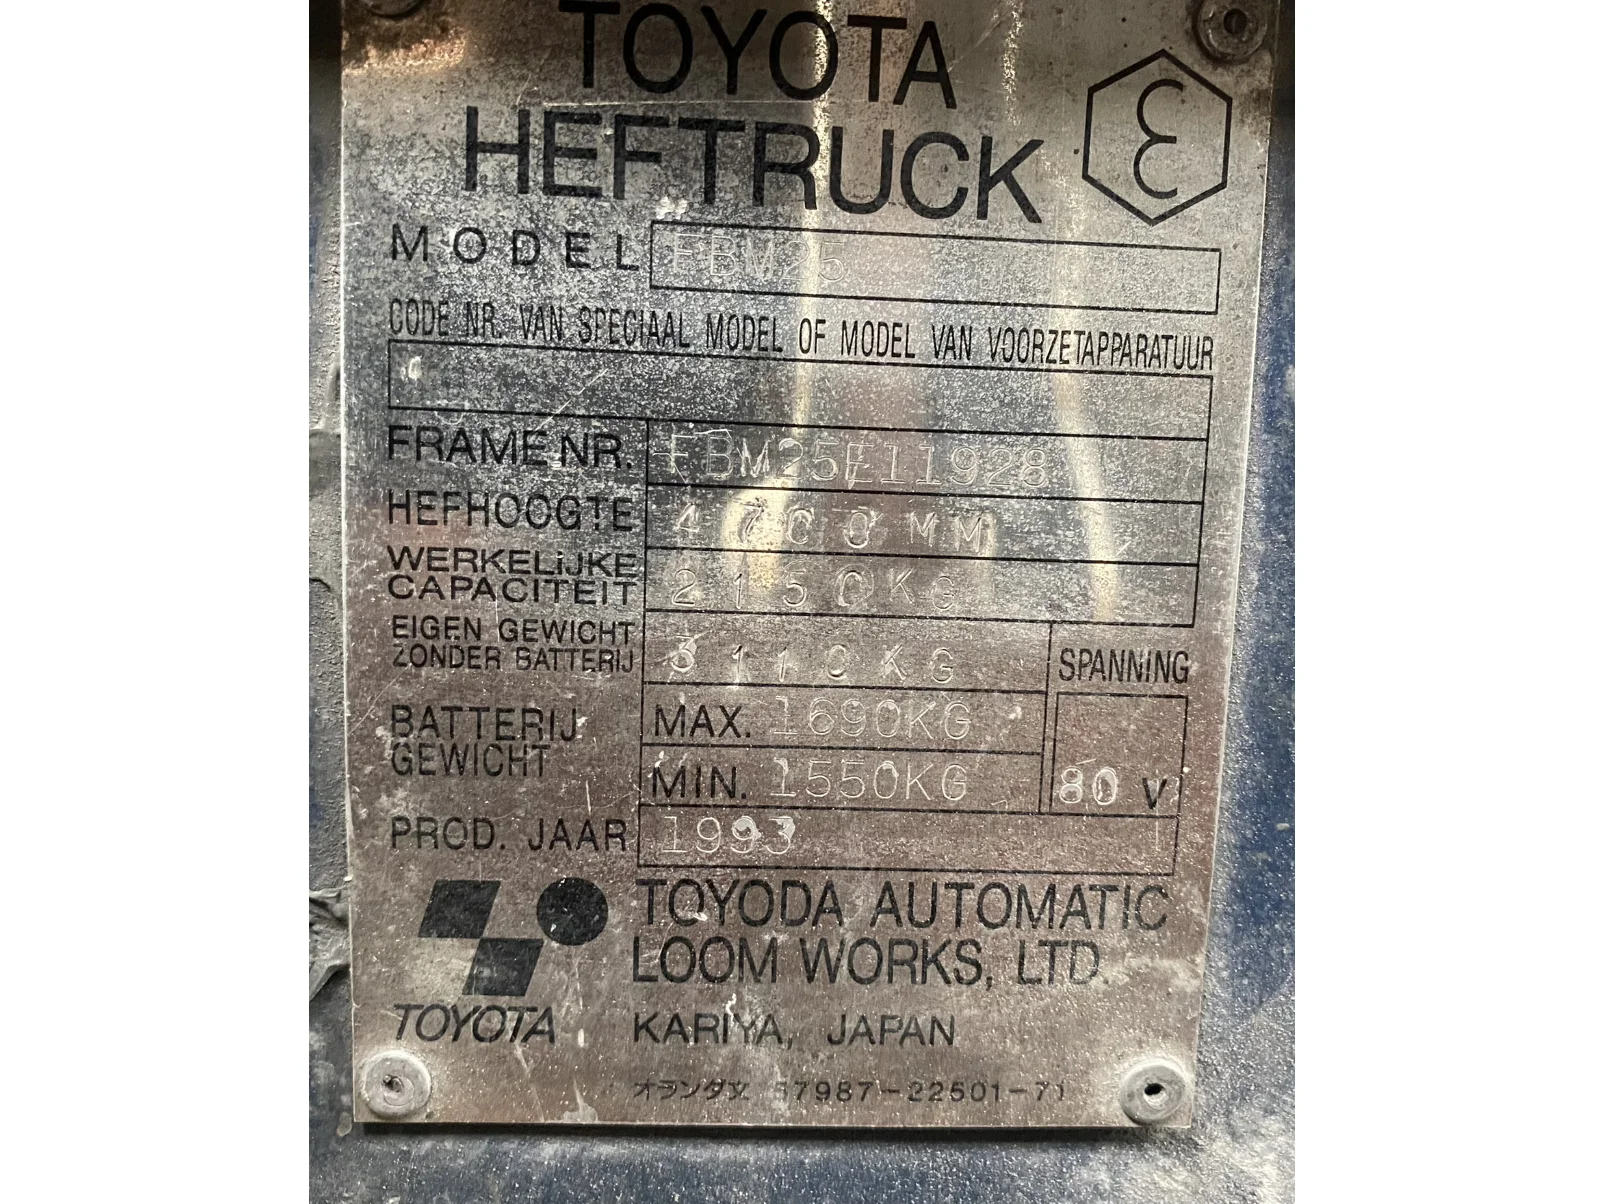 TOYOTA
HEFTRUCK
MODEL FBM25
CODE NR. VAN SPECIAAL MODEL OF MODEL VAN VOORZETAPPARATUUR
FRAME NR. FBM25E11928
HEFHOOGTE 4700MM
WERKELIJKE
CAPACITEIT 2150KG
EIGEN GEWICHT
ZONDER BATTERIJ 3110KG
SPANNING
80 V
BATTERIJ
GEWICHT
MAX. 1690KG
MIN. 1550KG
PROD. JAAR 1993
TOYODA AUTOMATIC
LOOM WORKS, LTD.
TOYOTA
KARIYA, JAPAN
オランダ文 57987-22501-71